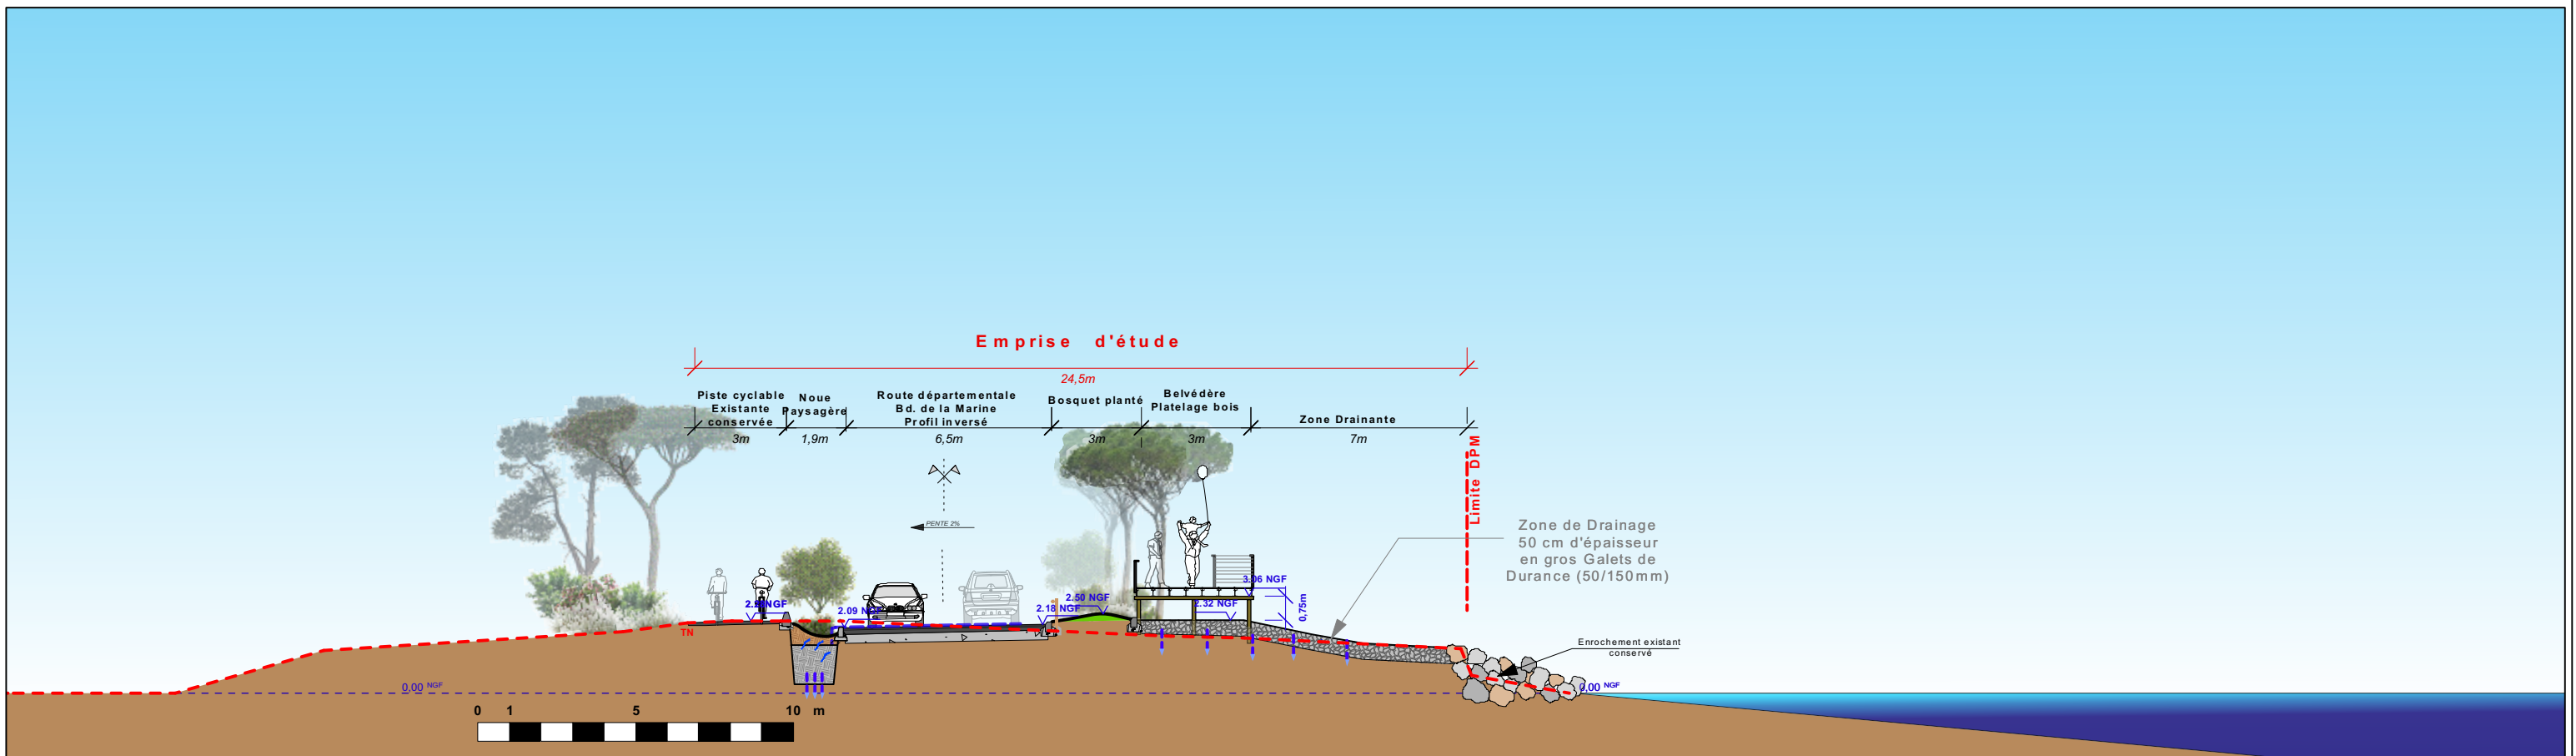 Emprise d'étude
24,5m
Piste cyclable
Existante
conservée
3m
Noue
Paysagère
1,9m
Route départementale
Bd. de la Marine
Profil inversé
6,5m
Bosquet planté
3m
Belvédère
Platelage bois
3m
Zone Drainante
7m
Limite DPM
PENTE 2%
Zone de Drainage
50 cm d'épaisseur
en gros Galets de
Durance (50/150mm)
NGF
2.09 NGF
2.18 NGF
2.50 NGF
2.32 NGF
3.06 NGF
0,75m
TN
Enrochement existant
conservé
0,00 NGF
0,00 NGF
0 1 5 10 m